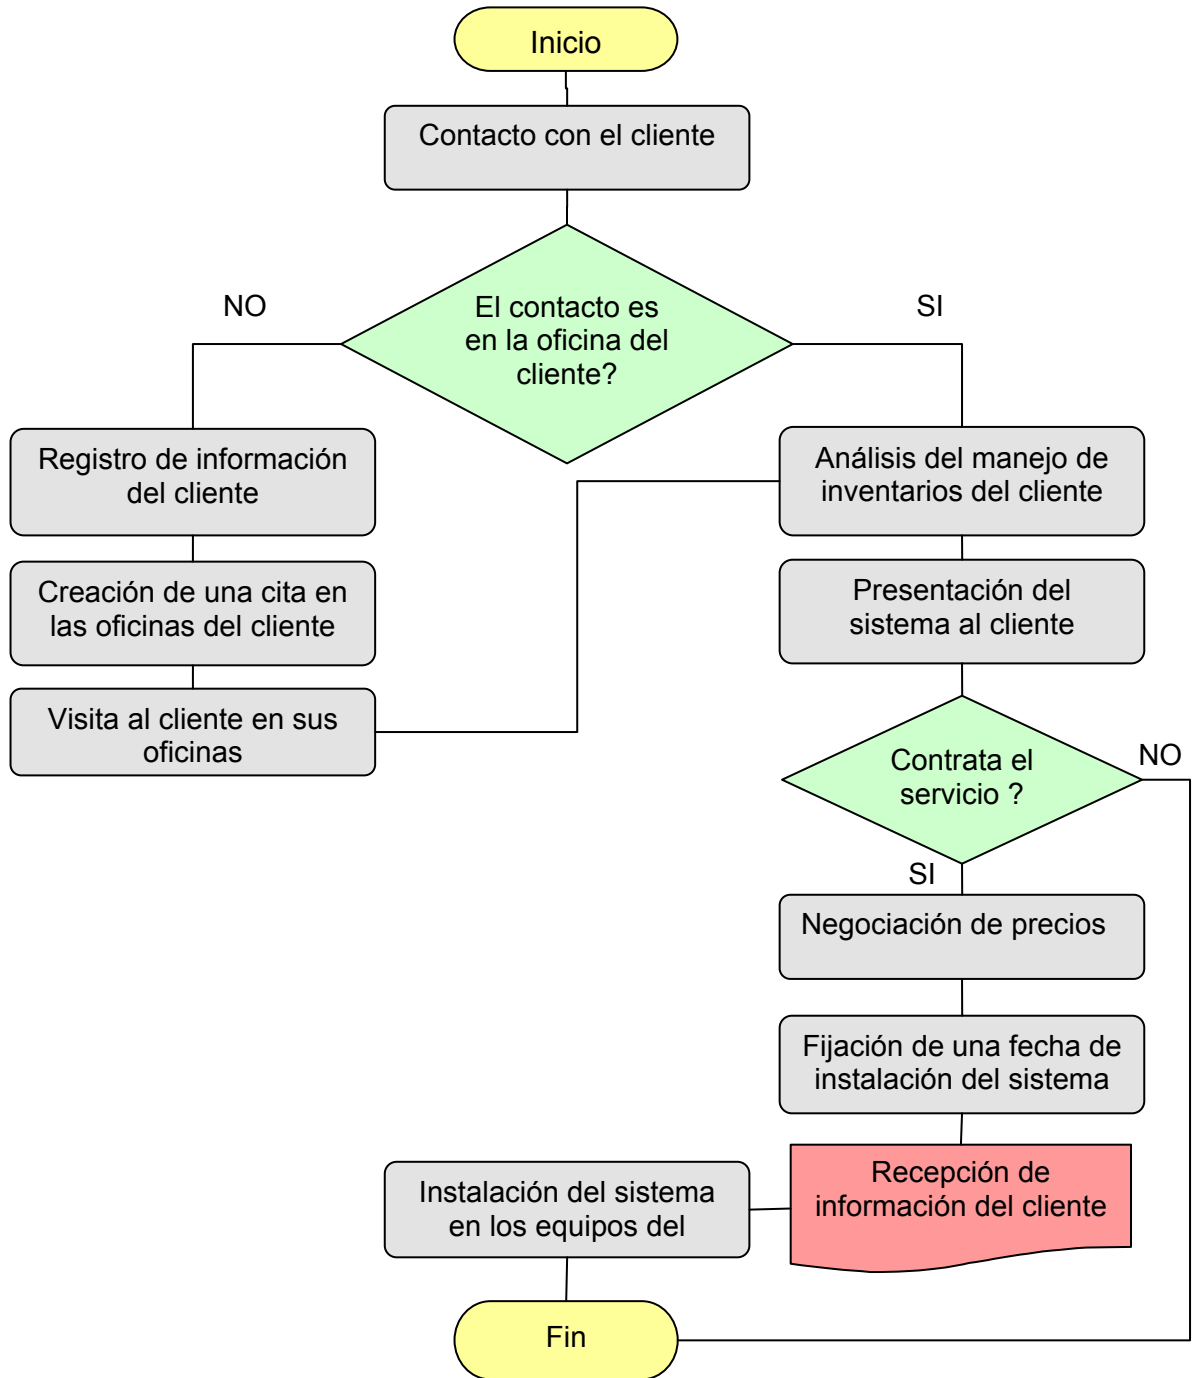 Inicio
Contacto con el cliente
El contacto es
en la oficina del
cliente?
NO
SI
Registro de información
del cliente
Creación de una cita en
las oficinas del cliente
Visita al cliente en sus
oficinas
Análisis del manejo de
inventarios del cliente
Presentación del
sistema al cliente
Contrata el
servicio ?
NO
SI
Negociación de precios
Fijación de una fecha de
instalación del sistema
Recepción de
información del cliente
Instalación del sistema
en los equipos del
Fin